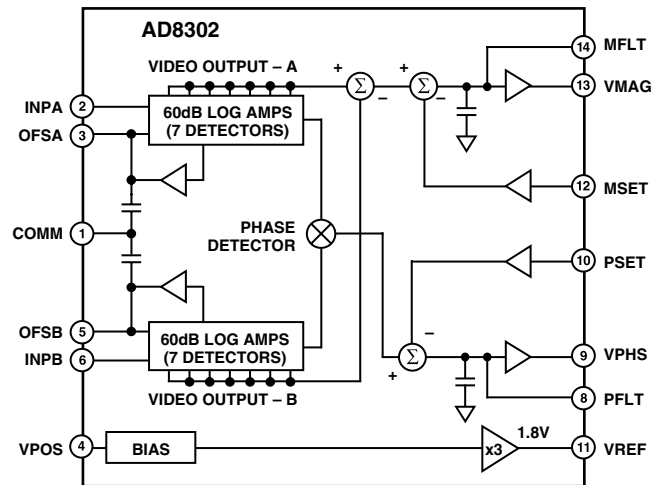 AD8302
VIDEO OUTPUT – A
INPA 2
OFSA 3
60dB LOG AMPS
(7 DETECTORS)
+
Σ
–
+
Σ
–
14 MFLT
13 VMAG
12 MSET
COMM 1
PHASE
DETECTOR
10 PSET
–
Σ
+
OFSB 5
INPB 6
60dB LOG AMPS
(7 DETECTORS)
VIDEO OUTPUT – B
9 VPHS
8 PFLT
VPOS 4
BIAS
x3
1.8V
11 VREF